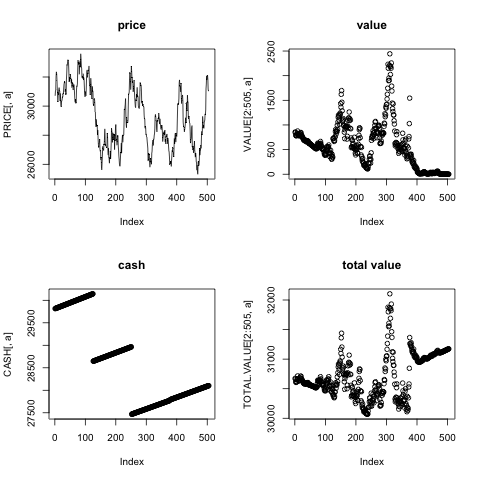 price
PRICE[, a]
26000
30000
0 100 200 300 400 500
Index
value
VALUE[2:505, a]
0
500
1500
2500
0 100 200 300 400 500
Index
cash
CASH[, a]
27500
28500
29500
0 100 200 300 400 500
Index
total value
TOTAL.VALUE[2:505, a]
30000
31000
32000
0 100 200 300 400 500
Index